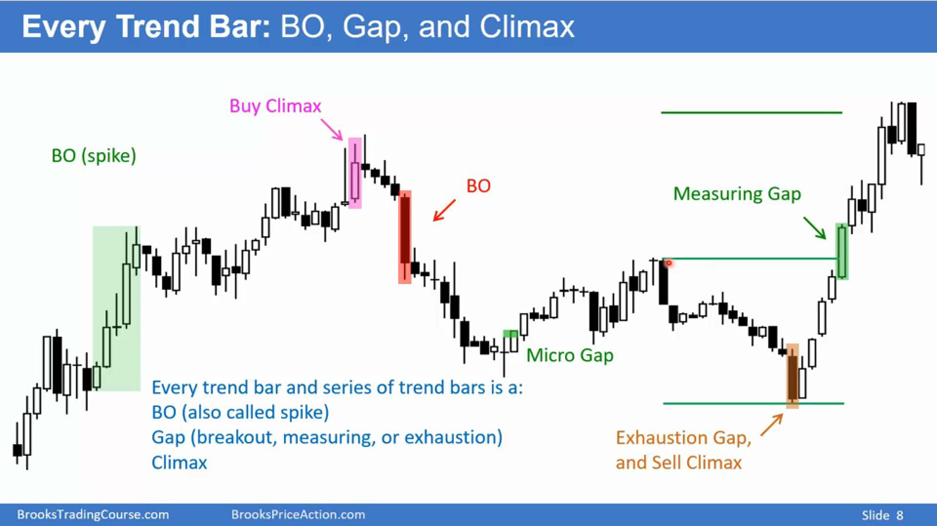 Every Trend Bar: BO, Gap, and Climax
Buy Climax
BO (spike)
BO
Measuring Gap
Micro Gap
Every trend bar and series of trend bars is a:
BO (also called spike)
Gap (breakout, measuring, or exhaustion)
Climax
Exhaustion Gap,
and Sell Climax
BrooksTradingCourse.com
BrooksPriceAction.com
Slide 8